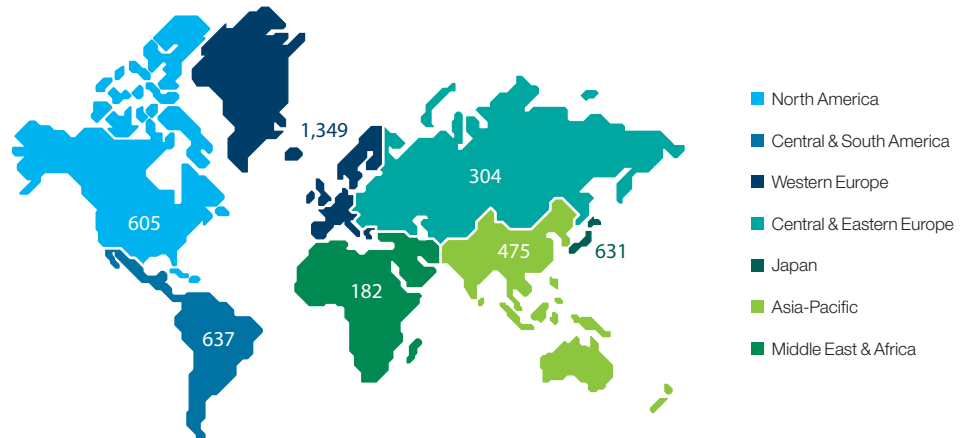 1,349
304
605
475
631
182
637
North America
Central & South America
Western Europe
Central & Eastern Europe
Japan
Asia-Pacific
Middle East & Africa